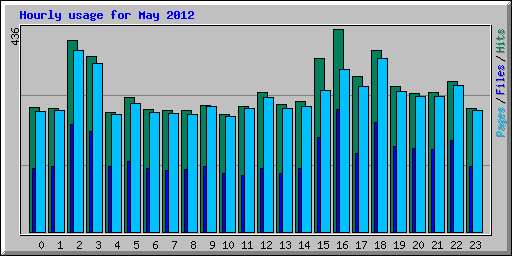 Hourly usage for May 2012
436
Pages/Files/Hits
0 1 2 3 4 5 6 7 8 9 10 11 12 13 14 15 16 17 18 19 20 21 22 23